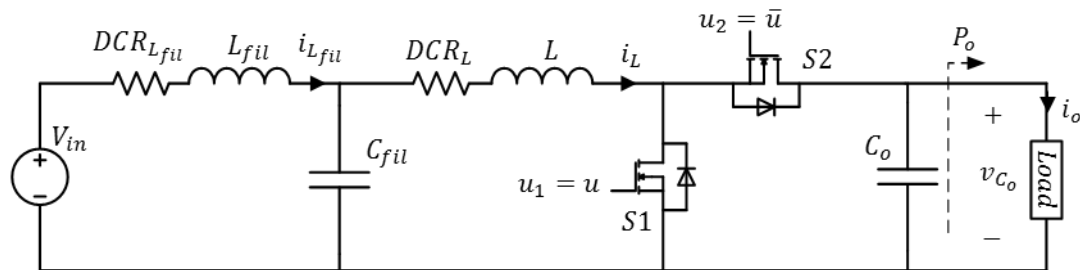 u₂ = ū
DCR_{L_{fil}} L_{fil} i_{L_{fil}} DCR_L L i_L S2 P_o
V_{in} + − C_{fil} u₁ = u S1 C_o + v_{C_o} − i_o Load